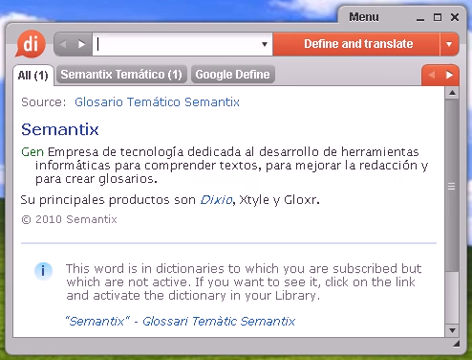 Menu
di
Define and translate
All (1) Semantix Temático (1) Google Define
Source: Glosario Temático Semantix
Semantix
Gen Empresa de tecnología dedicada al desarrollo de herramientas
informáticas para comprender textos, para mejorar la redacción y
para crear glosarios.
Su principales productos son Dixio, Xtyle y Gloxr.
© 2010 Semantix
i
This word is in dictionaries to which you are subscribed but
which are not active. If you want to see it, click on the link
and activate the dictionary in your Library.
"Semantix" - Glossari Temàtic Semantix